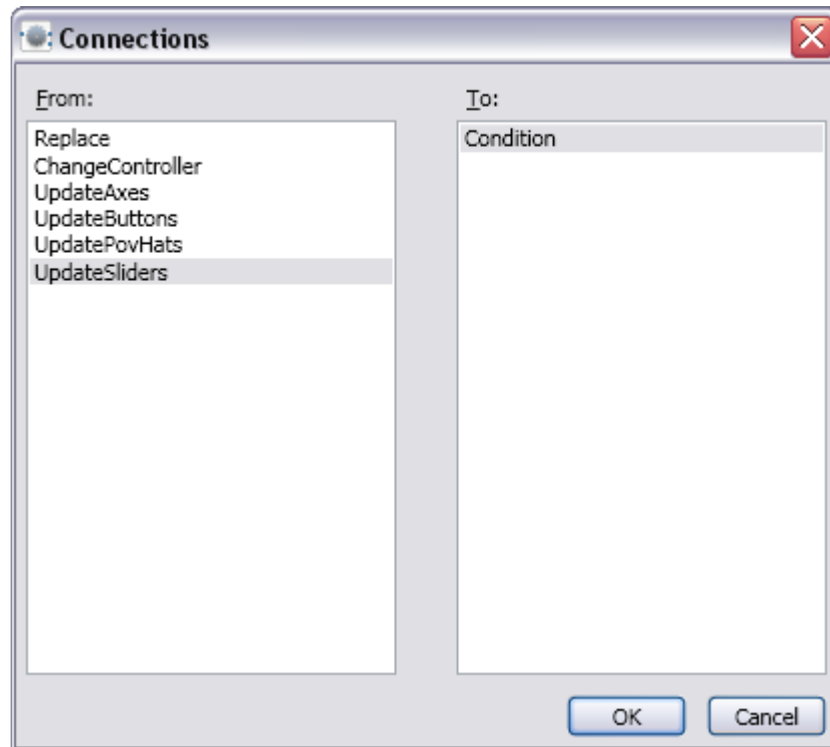 Connections
From:
Replace
ChangeController
UpdateAxes
UpdateButtons
UpdatePovHats
UpdateSliders
To:
Condition
OK
Cancel